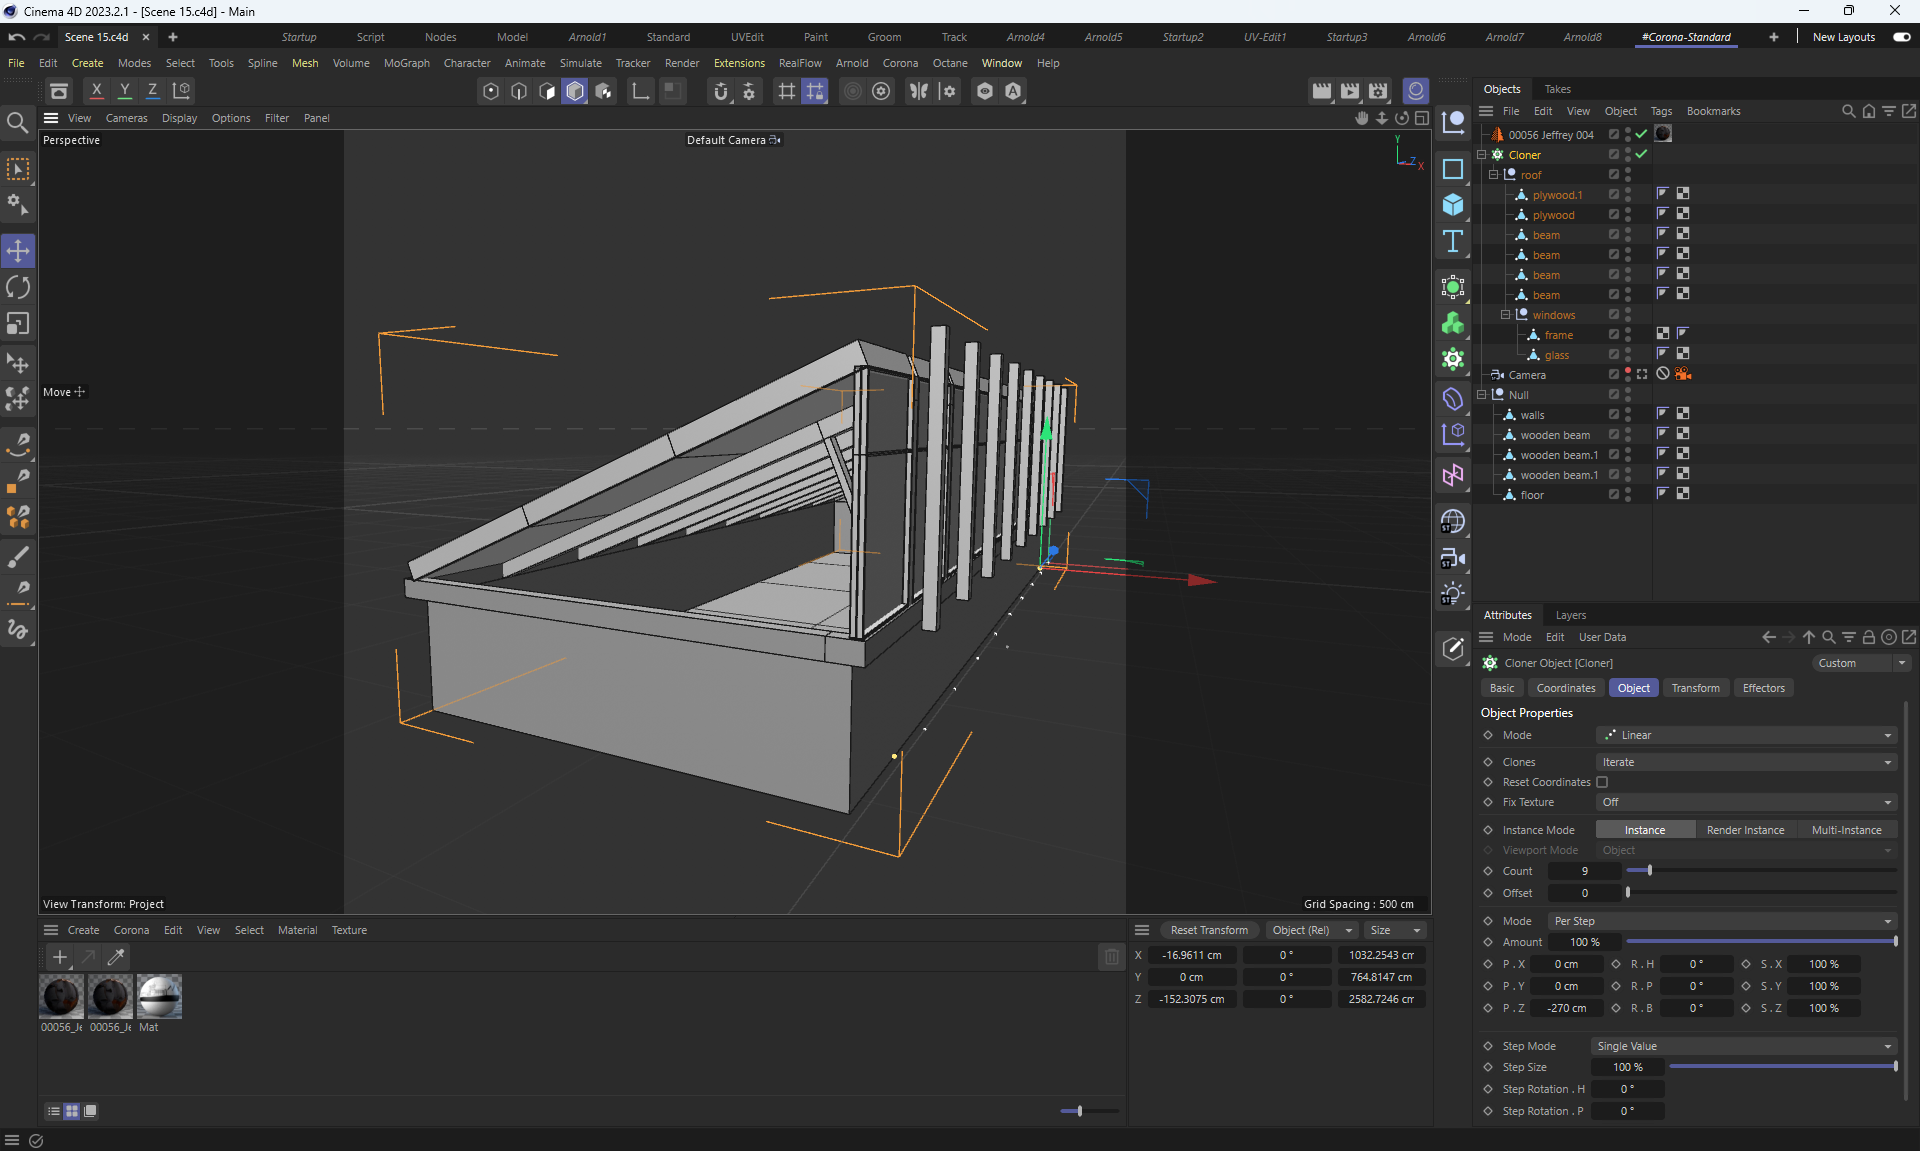 Cinema 4D 2023.2.1 - [Scene 15.c4d] - Main
Scene 15.c4d
Startup Script Nodes Model Arnold1 Standard UVEdit Paint Groom Track Arnold4 Arnold5 Startup2 UV-Edit1 Startup3 Arnold6 Arnold7 Arnold8 #Corona-Standard New Layouts
File Edit Create Modes Select Tools Spline Mesh Volume MoGraph Character Animate Simulate Tracker Render Extensions RealFlow Arnold Corona Octane Window Help
X Y Z
View Cameras Display Options Filter Panel
Perspective
Default Camera
Y
Z
X
Move
View Transform: Project
Grid Spacing : 500 cm
ST
ST
ST
Objects Takes
File Edit View Object Tags Bookmarks
00056 Jeffrey 004
Cloner
roof
plywood.1
plywood
beam
beam
beam
beam
windows
frame
glass
Camera
Null
walls
wooden beam
wooden beam.1
wooden beam.1
floor
Attributes Layers
Mode Edit User Data
Cloner Object [Cloner]
Custom
Basic Coordinates Object Transform Effectors
Object Properties
Mode Linear
Clones Iterate
Reset Coordinates
Fix Texture Off
Instance Mode Instance Render Instance Multi-Instance
Viewport Mode Object
Count 9
Offset 0
Mode Per Step
Amount 100 %
P . X 0 cm R . H 0 ° S . X 100 %
P . Y 0 cm R . P 0 ° S . Y 100 %
P . Z -270 cm R . B 0 ° S . Z 100 %
Step Mode Single Value
Step Size 100 %
Step Rotation . H 0 °
Step Rotation . P 0 °
Create Corona Edit View Select Material Texture
00056_Je 00056_Je Mat
Reset Transform Object (Rel) Size
X -16.9611 cm 0 ° 1032.2543 cm
Y 0 cm 0 ° 764.8147 cm
Z -152.3075 cm 0 ° 2582.7246 cm